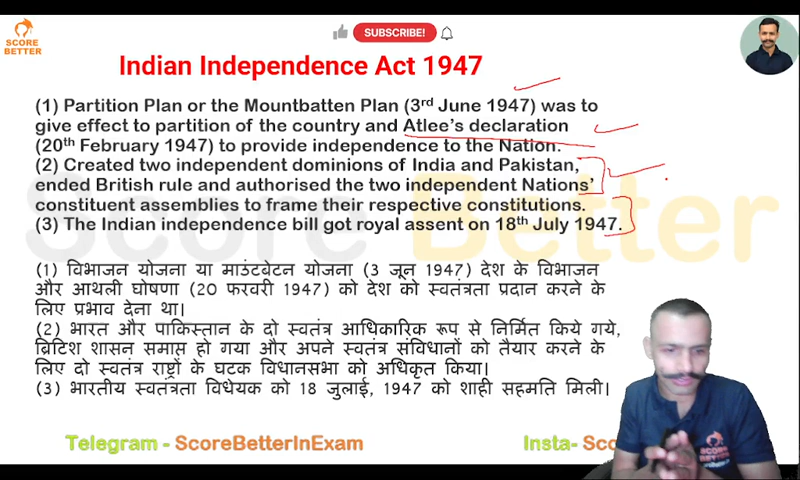 SCORE
BETTER
SUBSCRIBE!
Indian Independence Act 1947
(1) Partition Plan or the Mountbatten Plan (3rd June 1947) was to
give effect to partition of the country and Atlee's declaration
(20th February 1947) to provide independence to the Nation.
(2) Created two independent dominions of India and Pakistan,
ended British rule and authorised the two independent Nations'
constituent assemblies to frame their respective constitutions.
(3) The Indian independence bill got royal assent on 18th July 1947.
Score Better
(1) विभाजन योजना या माउंटबेटन योजना (3 जून 1947) देश के विभाजन
और आथली घोषणा (20 फरवरी 1947) को देश को स्वतंत्रता प्रदान करने के
लिए प्रभाव देना था।
(2) भारत और पाकिस्तान के दो स्वतंत्र आधिकारिक रूप से निर्मित किये गये,
ब्रिटिश शासन समाप्त हो गया और अपने स्वतंत्र संविधानों को तैयार करने के
लिए दो स्वतंत्र राष्ट्रों के घटक विधानसभा को अधिकृत किया।
(3) भारतीय स्वतंत्रता विधेयक को 18 जुलाई, 1947 को शाही सहमति मिली।
Telegram - ScoreBetterInExam
Insta- Sco
SCORE